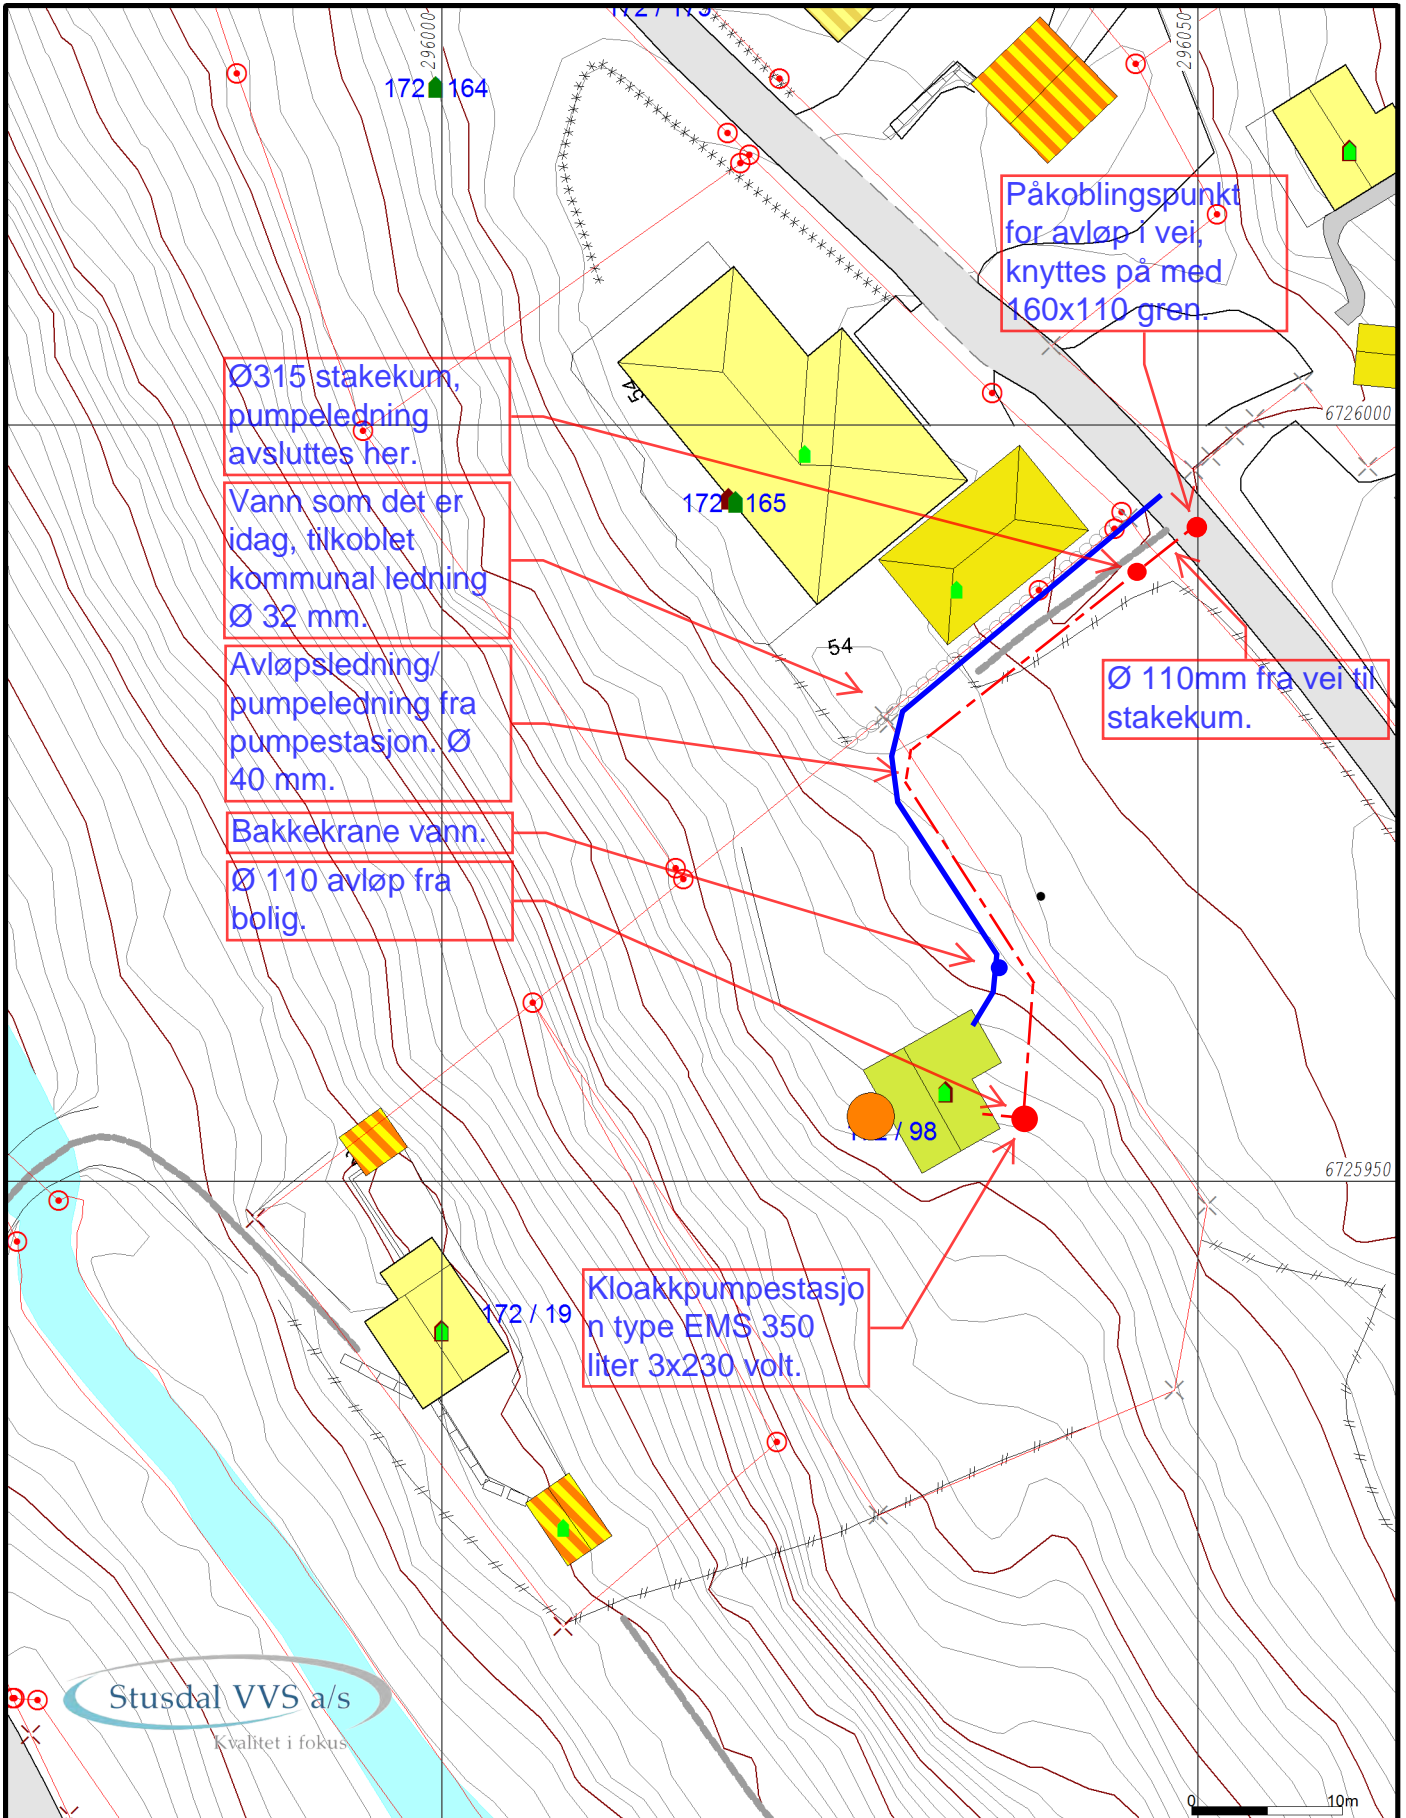 296000
296050
172 / 173
172 164
Påkoblingspunkt
for avløp i vei,
knyttes på med
160x110 gren.
Ø315 stakekum,
pumpeledning
avsluttes her.
54
6726000
Vann som det er
idag, tilkoblet
kommunal ledning
Ø 32 mm.
172 165
54
Avløpsledning/
pumpeledning fra
pumpestasjon. Ø
40 mm.
Ø 110mm fra vei til
stakekum.
Bakkekrane vann.
Ø 110 avløp fra
bolig.
/ 98
6725950
172 / 19
Kloakkpumpestasjo
n type EMS 350
liter 3x230 volt.
Stusdal VVS a/s
Kvalitet i fokus
0 10m